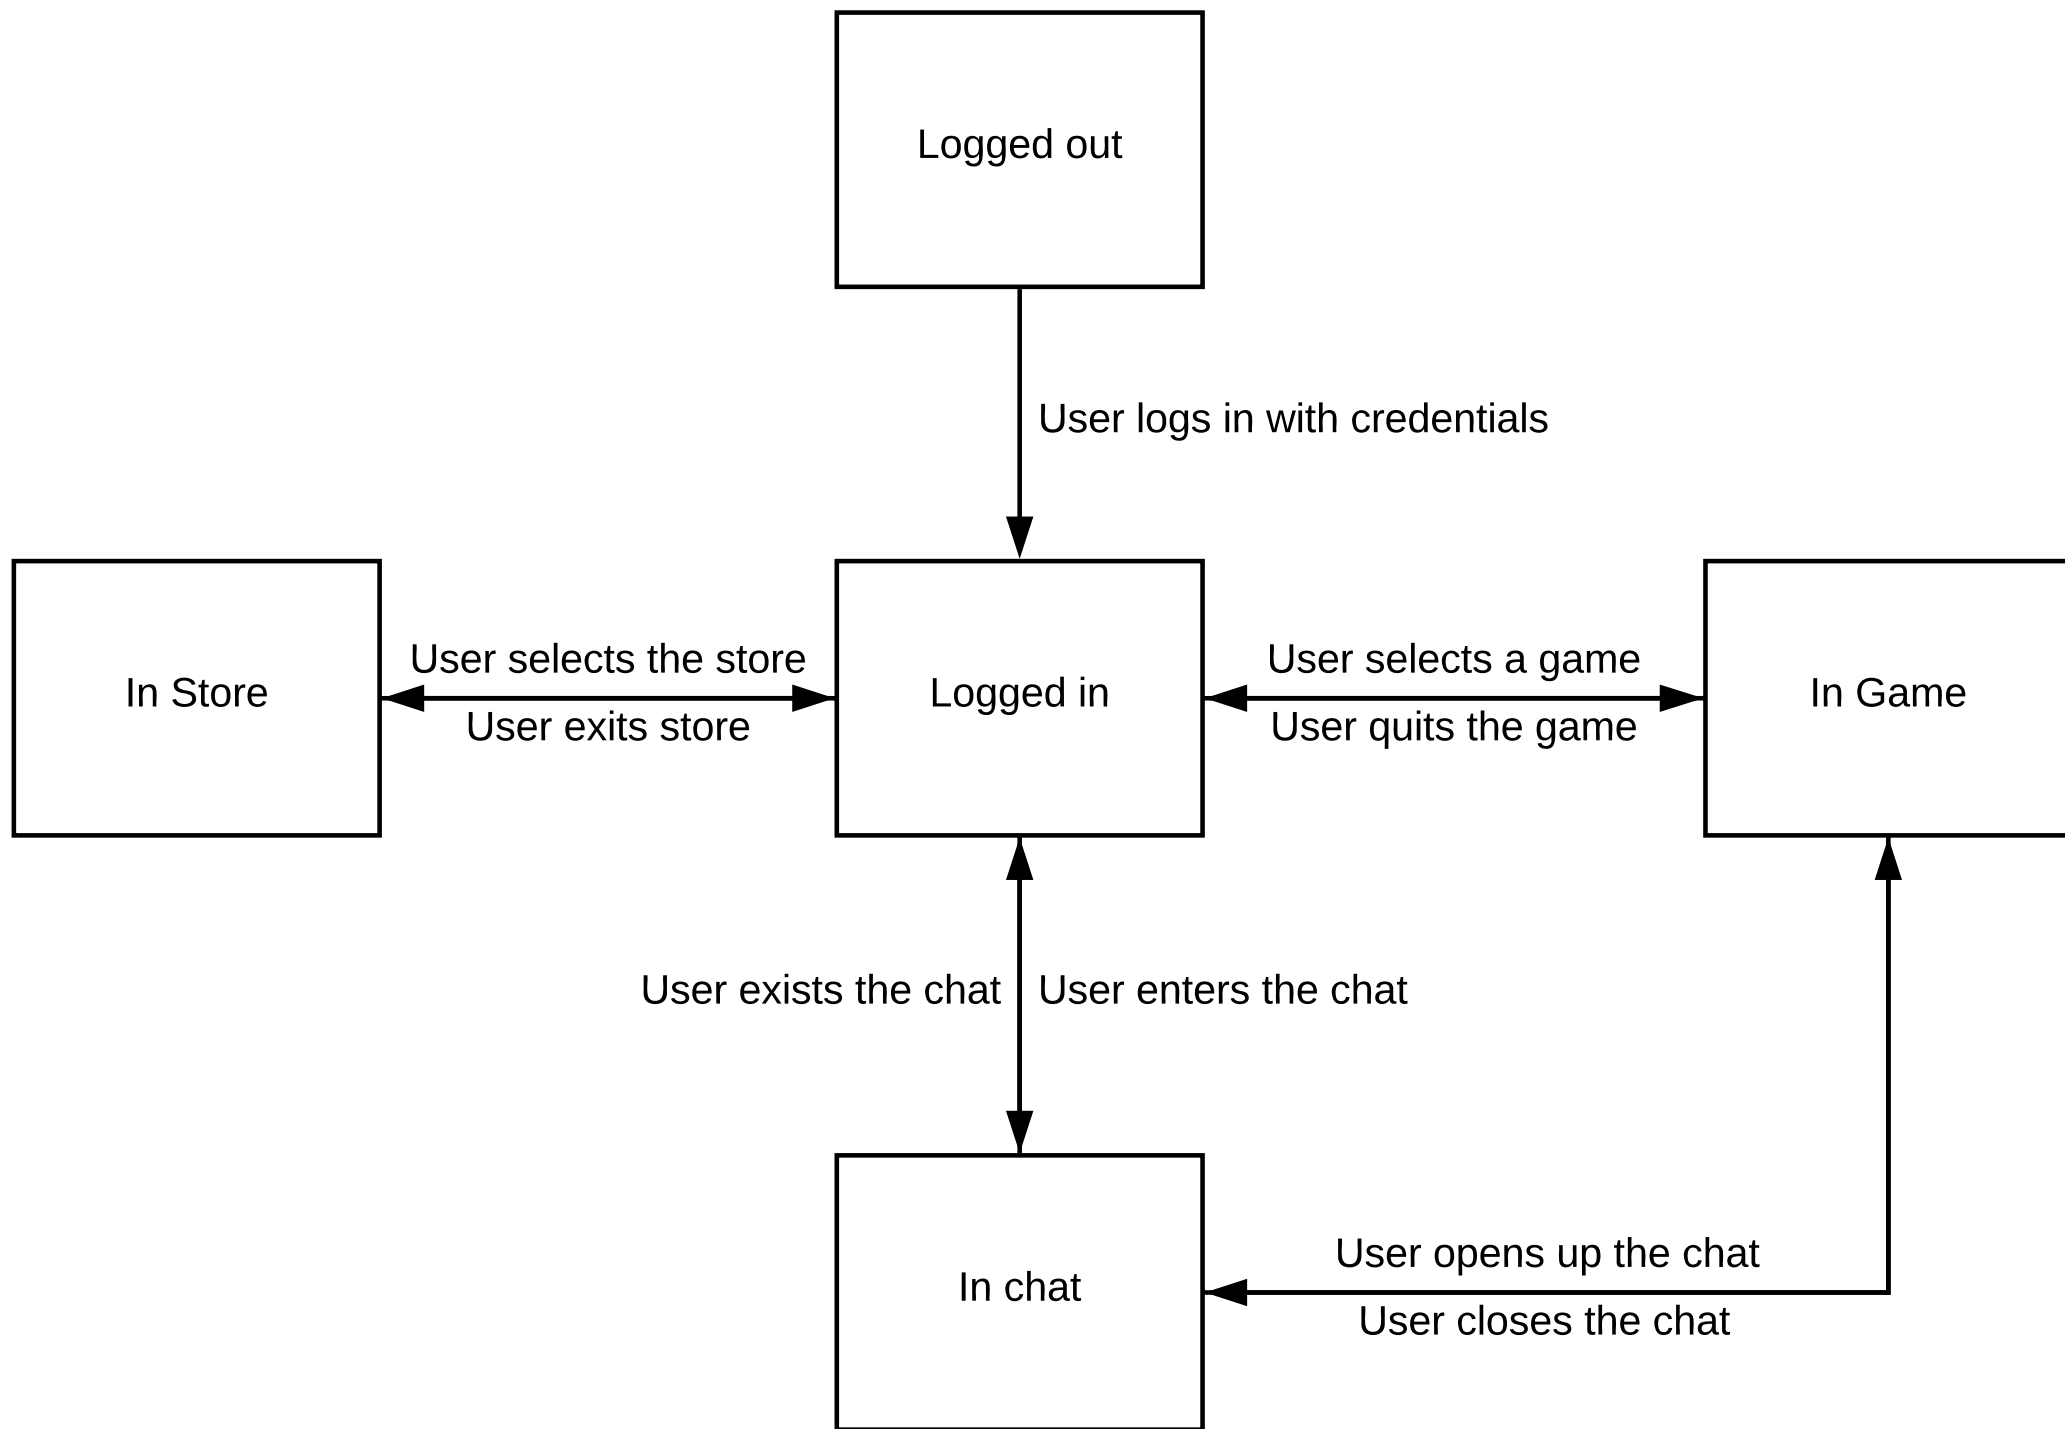 Logged out
User logs in with credentials
In Store
User selects the store
User exits store
Logged in
User selects a game
User quits the game
In Game
User exists the chat
User enters the chat
In chat
User opens up the chat
User closes the chat